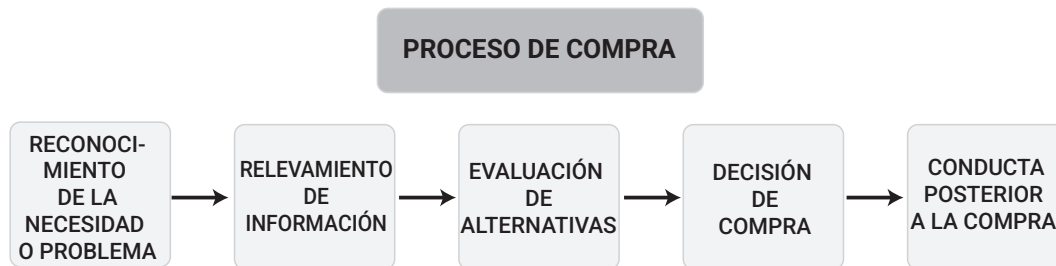 PROCESO DE COMPRA
RECONOCI-
MIENTO
DE LA
NECESIDAD
O PROBLEMA
RELEVAMIENTO
DE
INFORMACIÓN
EVALUACIÓN
DE
ALTERNATIVAS
DECISIÓN
DE
COMPRA
CONDUCTA
POSTERIOR
A LA COMPRA